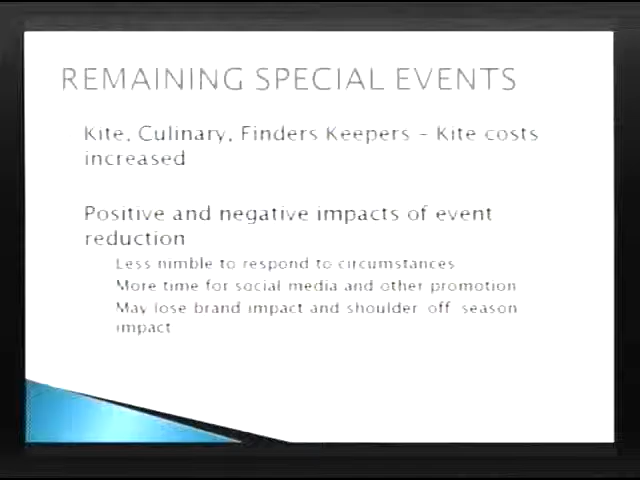 REMAINING SPECIAL EVENTS
Kite, Culinary, Finders Keepers – Kite costs
increased
Positive and negative impacts of event
reduction
Less nimble to respond to circumstances
More time for social media and other promotion
May lose brand impact and shoulder off season
impact